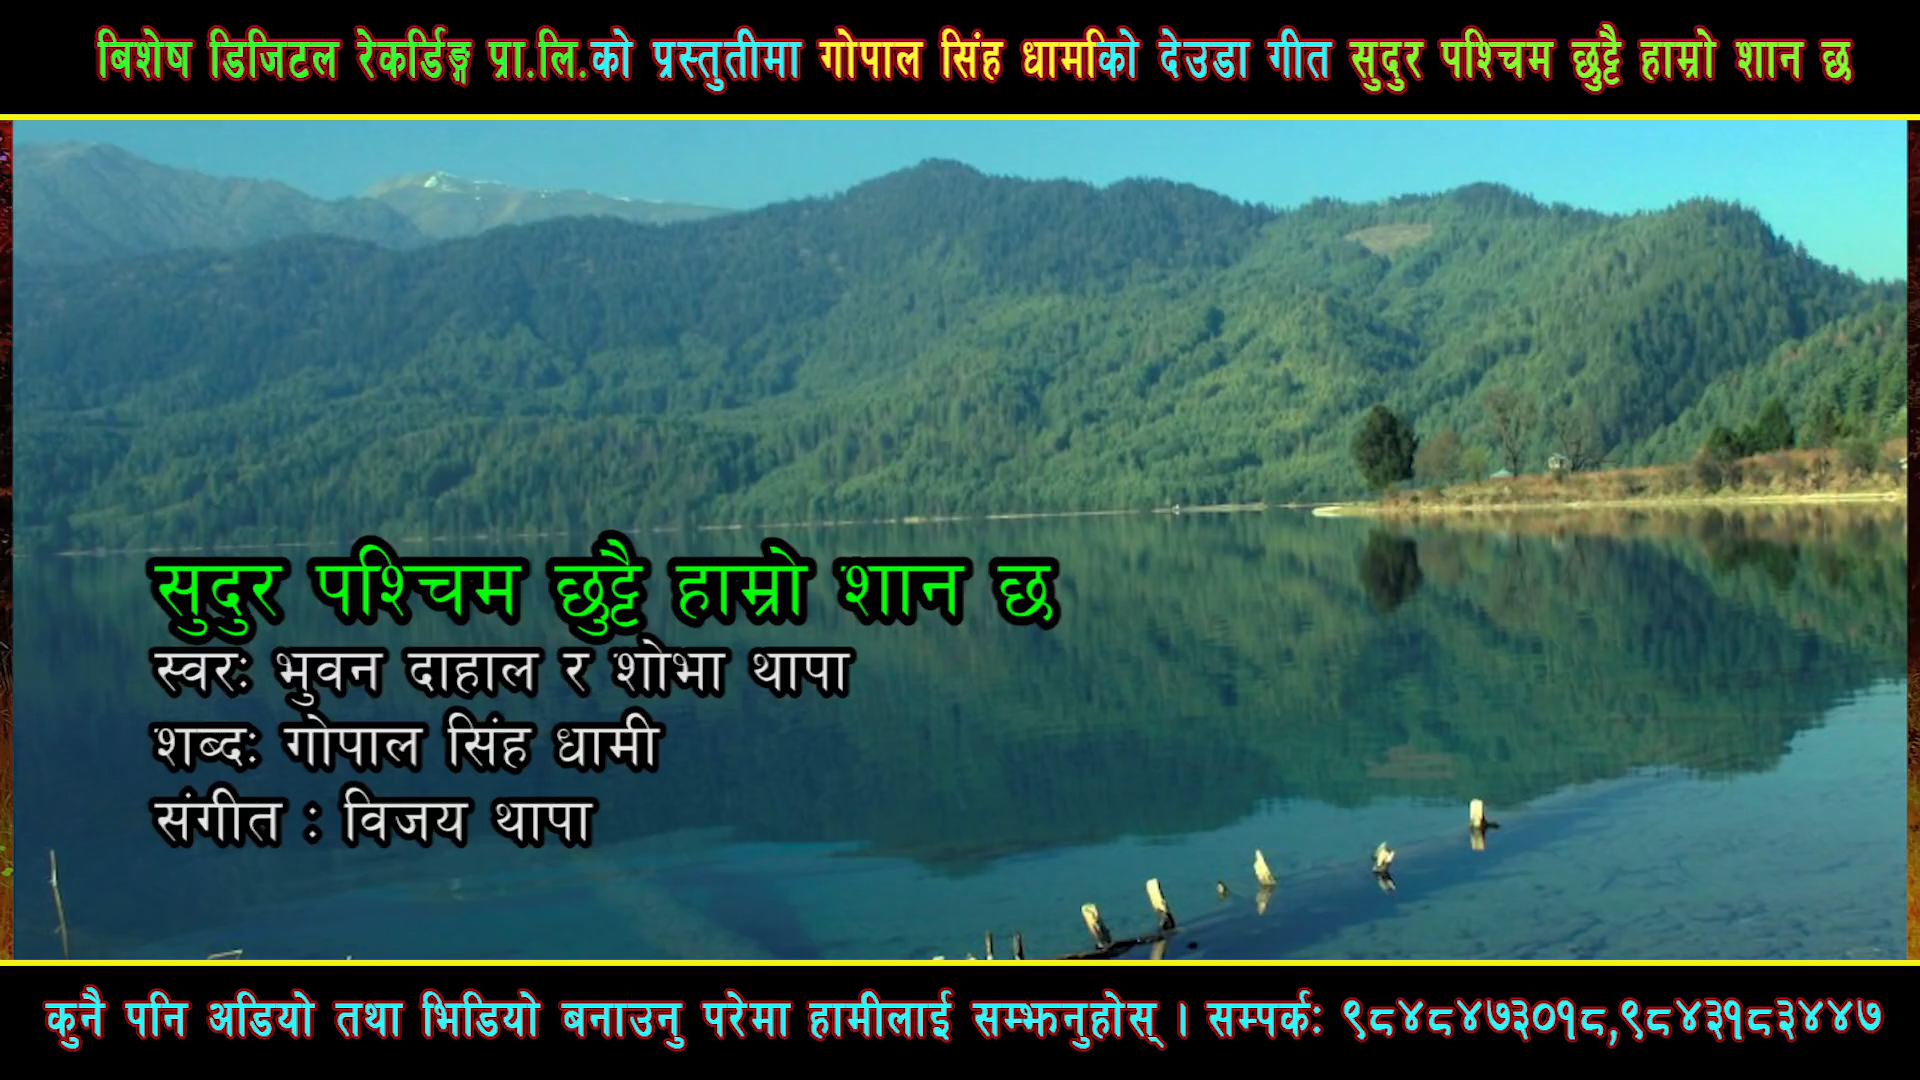 बिशेष डिजिटल रेकर्डिङ्ग प्रा.लि.को प्रस्तुतीमा गोपाल सिंह धामीको देउडा गीत सुदुर पश्चिम छुट्टै हाम्रो शान छ
सुदुर पश्चिम छुट्टै हाम्रो शान छ
स्वरः भुवन दाहाल र शोभा थापा
शब्दः गोपाल सिंह धामी
संगीत : विजय थापा
कुनै पनि अडियो तथा भिडियो बनाउनु परेमा हामीलाई सम्झनुहोस् । सम्पर्कः ९८४८४७३०१८,९८४३१८३४४७